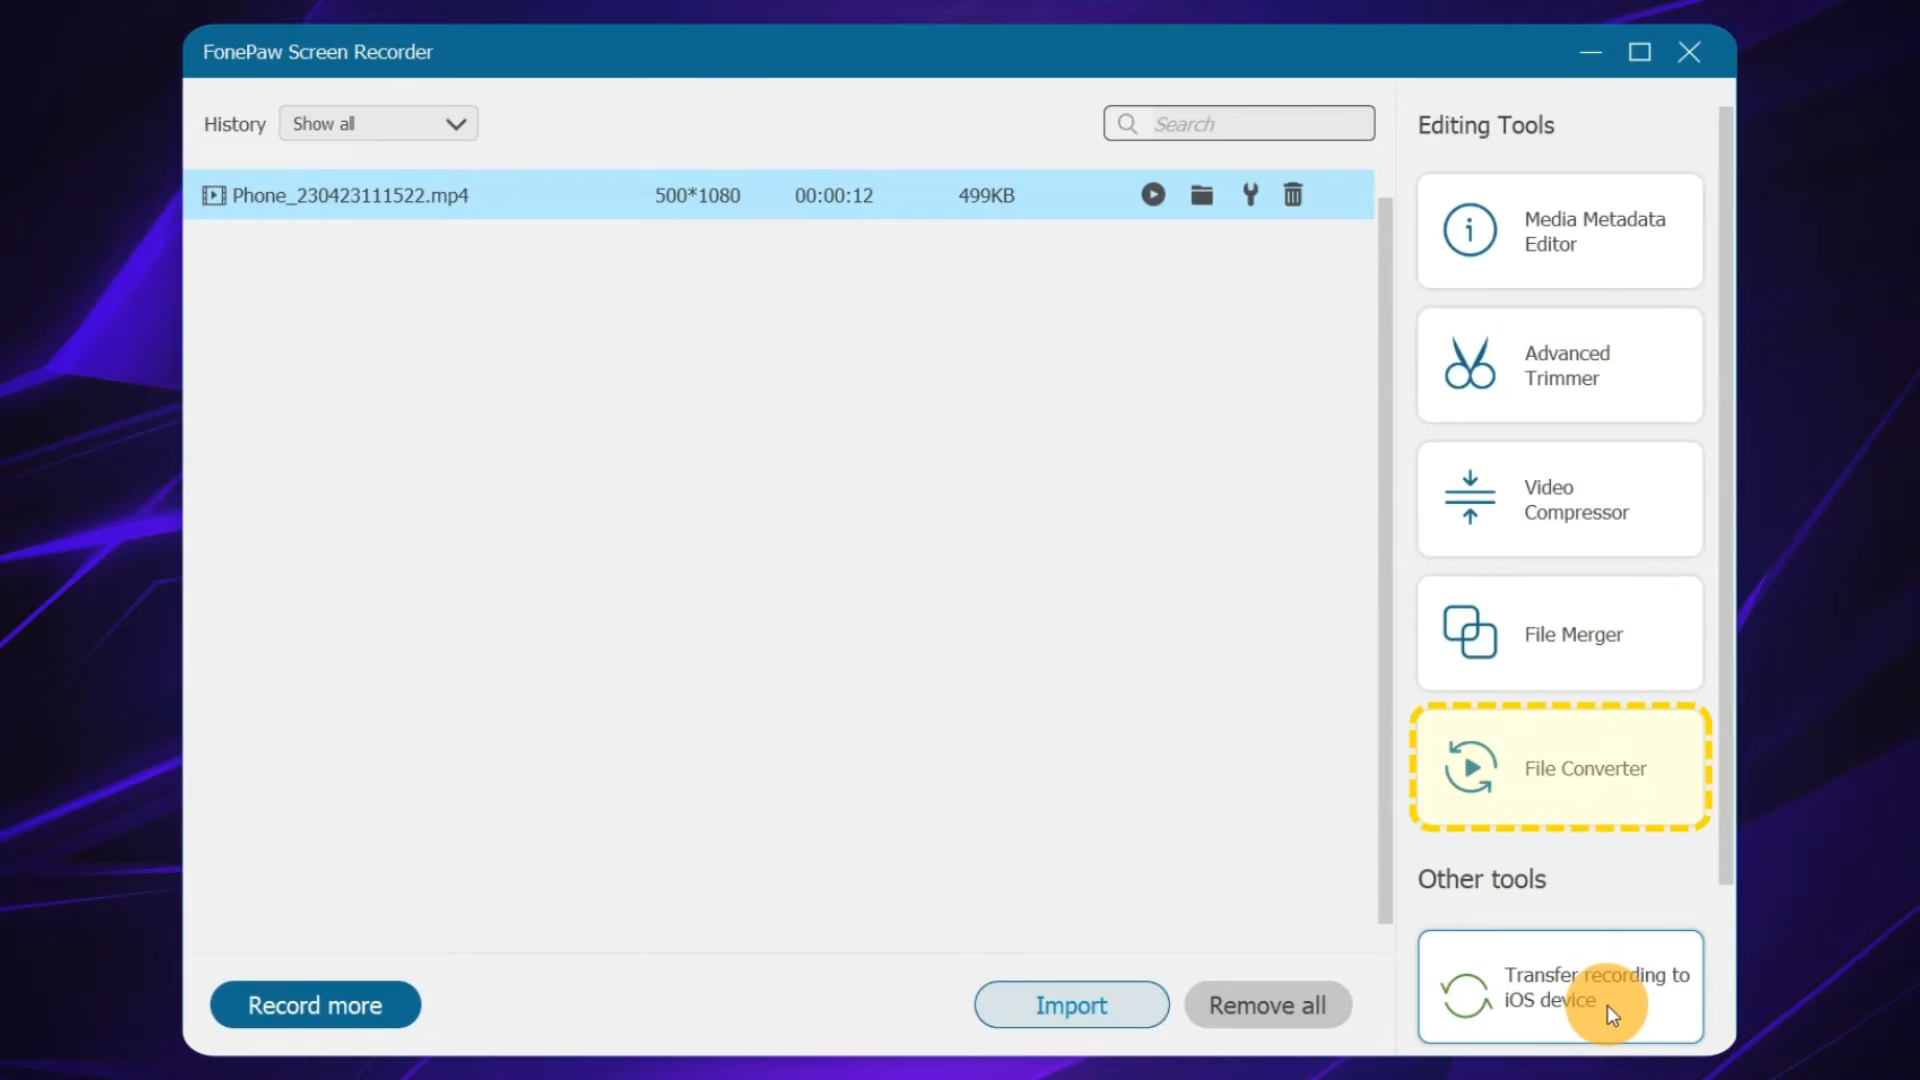 FonePaw Screen Recorder
History
Show all
Search
Phone_230423111522.mp4 500*1080 00:00:12 499KB
Editing Tools
Media Metadata
Editor
Advanced
Trimmer
Video
Compressor
File Merger
File Converter
Other tools
Transfer recording to
iOS device
Record more
Import
Remove all